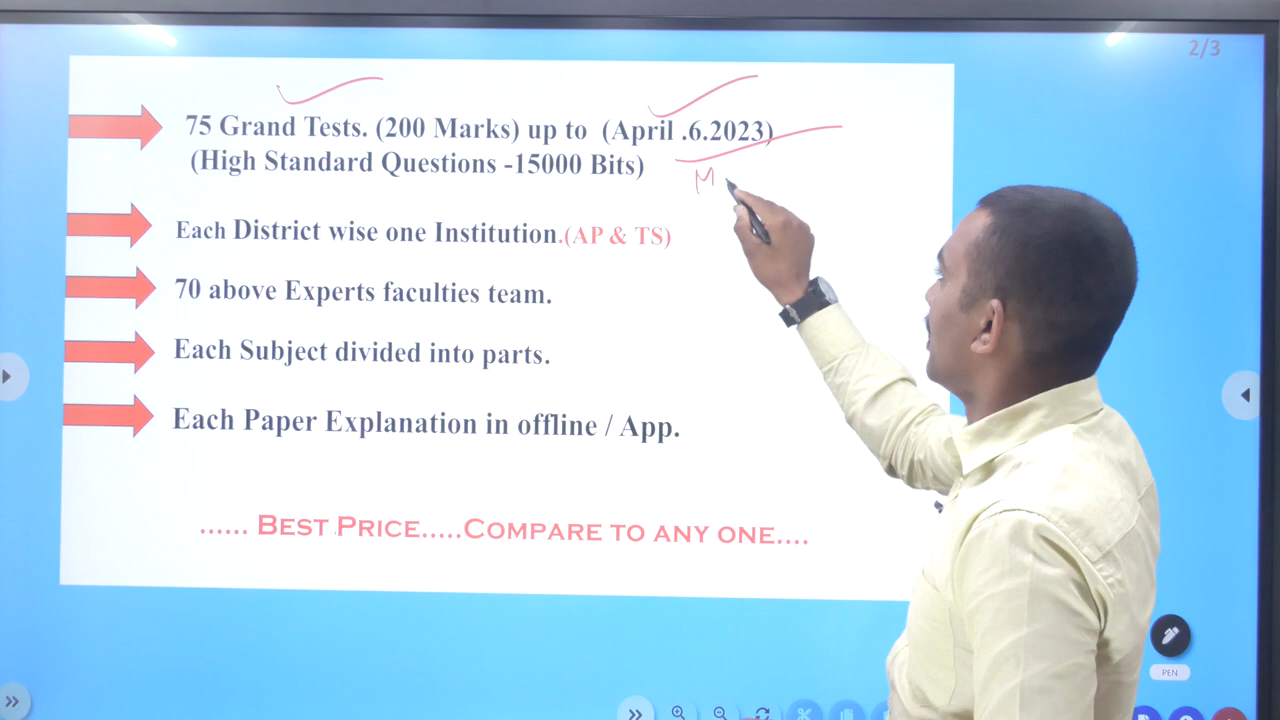 2/3
75 Grand Tests. (200 Marks) up to (April .6.2023)
(High Standard Questions -15000 Bits)
M
Each District wise one Institution.(AP & TS)
70 above Experts faculties team.
Each Subject divided into parts.
Each Paper Explanation in offline / App.
...... BEST PRICE.....COMPARE TO ANY ONE....
PEN